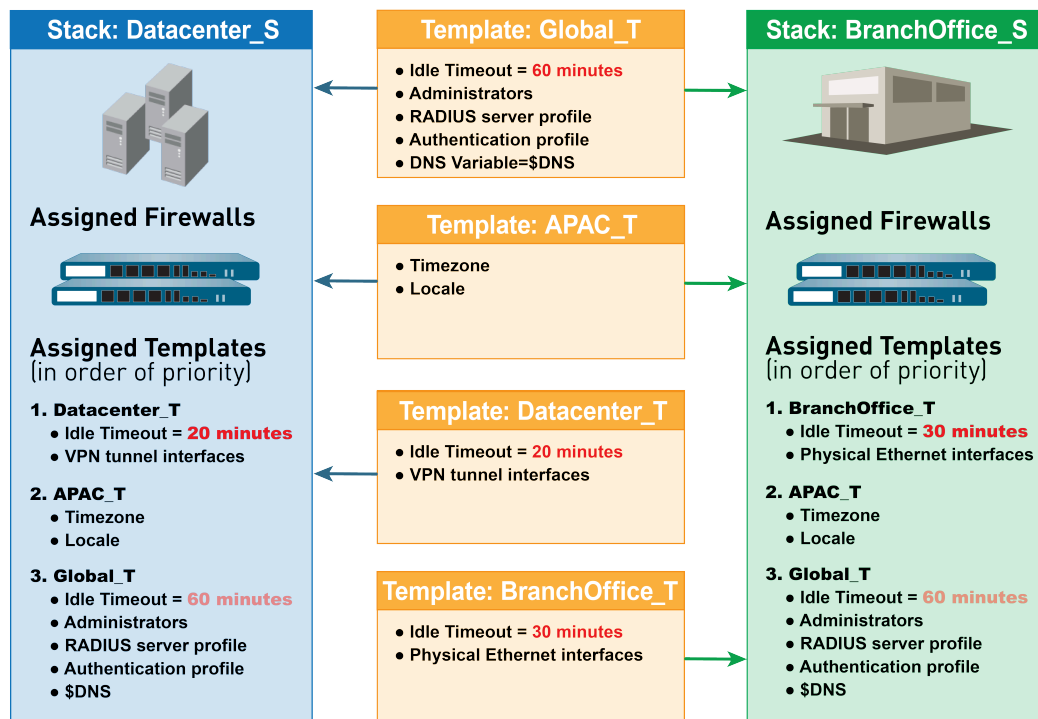 Stack: Datacenter_S
Assigned Firewalls
Assigned Templates
(in order of priority)
1. Datacenter_T
● Idle Timeout = 20 minutes
● VPN tunnel interfaces
2. APAC_T
● Timezone
● Locale
3. Global_T
● Idle Timeout = 60 minutes
● Administrators
● RADIUS server profile
● Authentication profile
● $DNS
Template: Global_T
● Idle Timeout = 60 minutes
● Administrators
● RADIUS server profile
● Authentication profile
● DNS Variable=$DNS
Template: APAC_T
● Timezone
● Locale
Template: Datacenter_T
● Idle Timeout = 20 minutes
● VPN tunnel interfaces
Template: BranchOffice_T
● Idle Timeout = 30 minutes
● Physical Ethernet interfaces
Stack: BranchOffice_S
Assigned Firewalls
Assigned Templates
(in order of priority)
1. BranchOffice_T
● Idle Timeout = 30 minutes
● Physical Ethernet interfaces
2. APAC_T
● Timezone
● Locale
3. Global_T
● Idle Timeout = 60 minutes
● Administrators
● RADIUS server profile
● Authentication profile
● $DNS